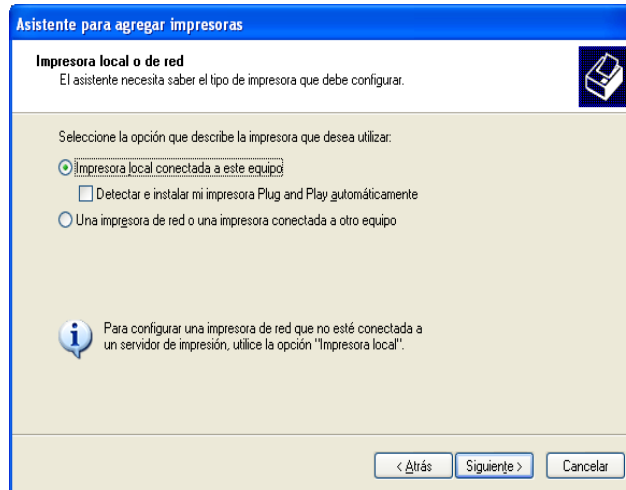 Asistente para agregar impresoras
Impresora local o de red
El asistente necesita saber el tipo de impresora que debe configurar.
Seleccione la opción que describe la impresora que desea utilizar:
Impresora local conectada a este equipo
Detectar e instalar mi impresora Plug and Play automáticamente
Una impresora de red o una impresora conectada a otro equipo
Para configurar una impresora de red que no esté conectada a
un servidor de impresión, utilice la opción "Impresora local".
< Atrás Siguiente > Cancelar